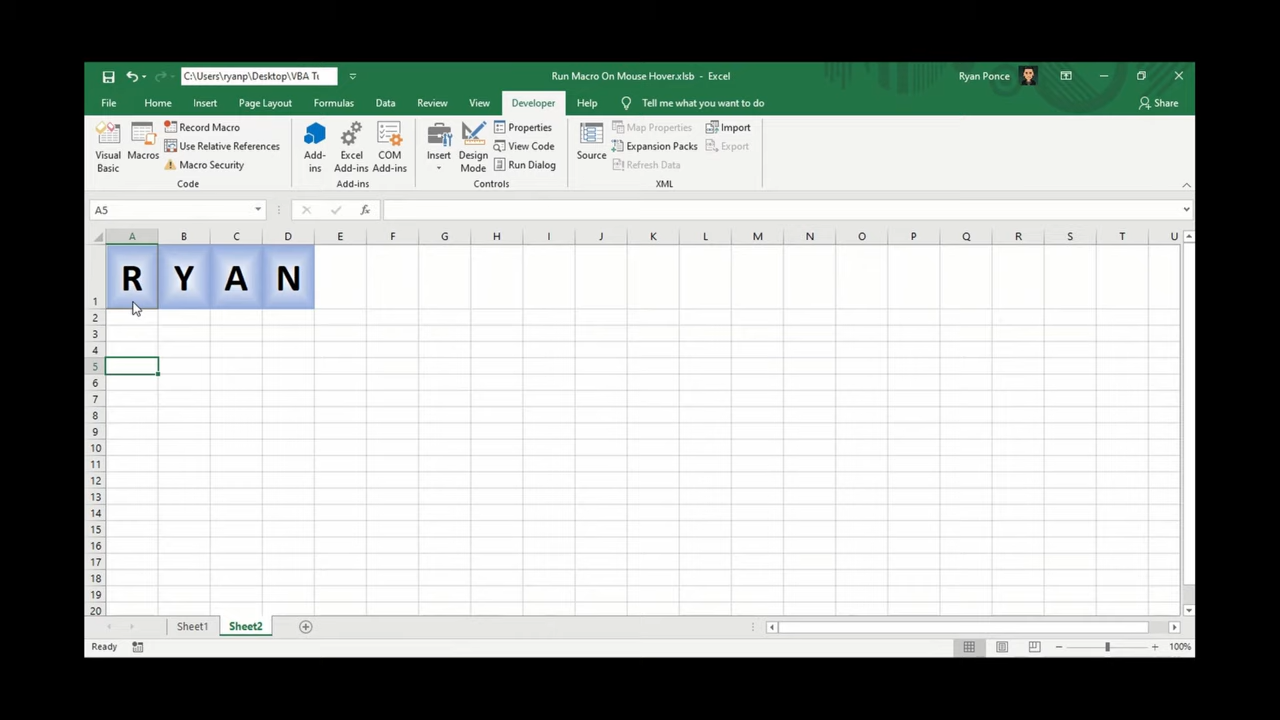 C:\Users\ryanp\Desktop\VBA Tu
Run Macro On Mouse Hover.xlsb - Excel
Ryan Ponce
File Home Insert Page Layout Formulas Data Review View Developer Help Tell me what you want to do Share
Visual Basic
Macros
Record Macro
Use Relative References
Macro Security
Code
Add-ins
Excel Add-ins
COM Add-ins
Add-ins
Insert
Design Mode
Properties
View Code
Run Dialog
Controls
Source
Map Properties
Expansion Packs
Refresh Data
Import
Export
XML
A5
fx
A B C D E F G H I J K L M N O P Q R S T U
R Y A N
1
2
3
4
5
6
7
8
9
10
11
12
13
14
15
16
17
18
19
20
Sheet1 Sheet2
Ready
100%